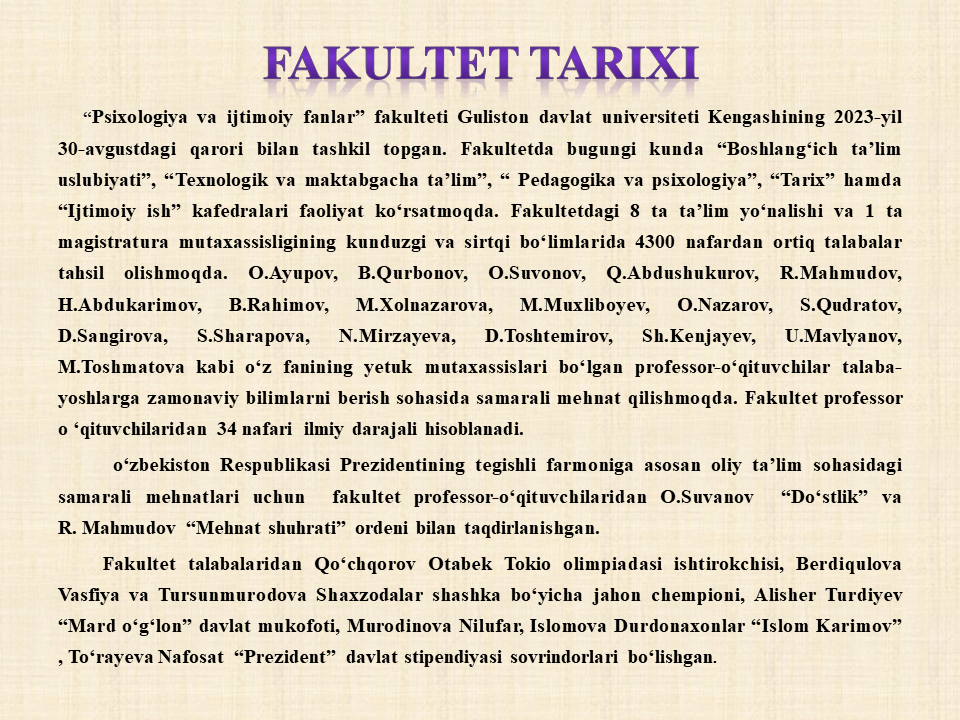 FAKULTET TARIXI
“Psixologiya va ijtimoiy fanlar” fakulteti Guliston davlat universiteti Kengashining 2023-yil
30-avgustdagi qarori bilan tashkil topgan. Fakultetda bugungi kunda “Boshlang‘ich ta’lim
uslubiyati”, “Texnologik va maktabgacha ta’lim”, “ Pedagogika va psixologiya”, “Tarix” hamda
“Ijtimoiy ish” kafedralari faoliyat ko‘rsatmoqda. Fakultetdagi 8 ta ta’lim yo‘nalishi va 1 ta
magistratura mutaxassisligining kunduzgi va sirtqi bo‘limlarida 4300 nafardan ortiq talabalar
tahsil olishmoqda. O.Ayupov, B.Qurbonov, O.Suvonov, Q.Abdushukurov, R.Mahmudov,
H.Abdukarimov, B.Rahimov, M.Xolnazarova, M.Muxliboyev, O.Nazarov, S.Qudratov,
D.Sangirova, S.Sharapova, N.Mirzayeva, D.Toshtemirov, Sh.Kenjayev, U.Mavlyanov,
M.Toshmatova kabi o‘z fanining yetuk mutaxassislari bo‘lgan professor-o‘qituvchilar talaba-
yoshlarga zamonaviy bilimlarni berish sohasida samarali mehnat qilishmoqda. Fakultet professor
o ‘qituvchilaridan 34 nafari ilmiy darajali hisoblanadi.
o‘zbekiston Respublikasi Prezidentining tegishli farmoniga asosan oliy ta’lim sohasidagi
samarali mehnatlari uchun fakultet professor-o‘qituvchilaridan O.Suvanov “Do‘stlik” va
R. Mahmudov “Mehnat shuhrati” ordeni bilan taqdirlanishgan.
Fakultet talabalaridan Qo‘chqorov Otabek Tokio olimpiadasi ishtirokchisi, Berdiqulova
Vasfiya va Tursunmurodova Shaxzodalar shashka bo‘yicha jahon chempioni, Alisher Turdiyev
“Mard o‘g‘lon” davlat mukofoti, Murodinova Nilufar, Islomova Durdonaxonlar “Islom Karimov”
, To‘rayeva Nafosat “Prezident” davlat stipendiyasi sovrindorlari bo‘lishgan.